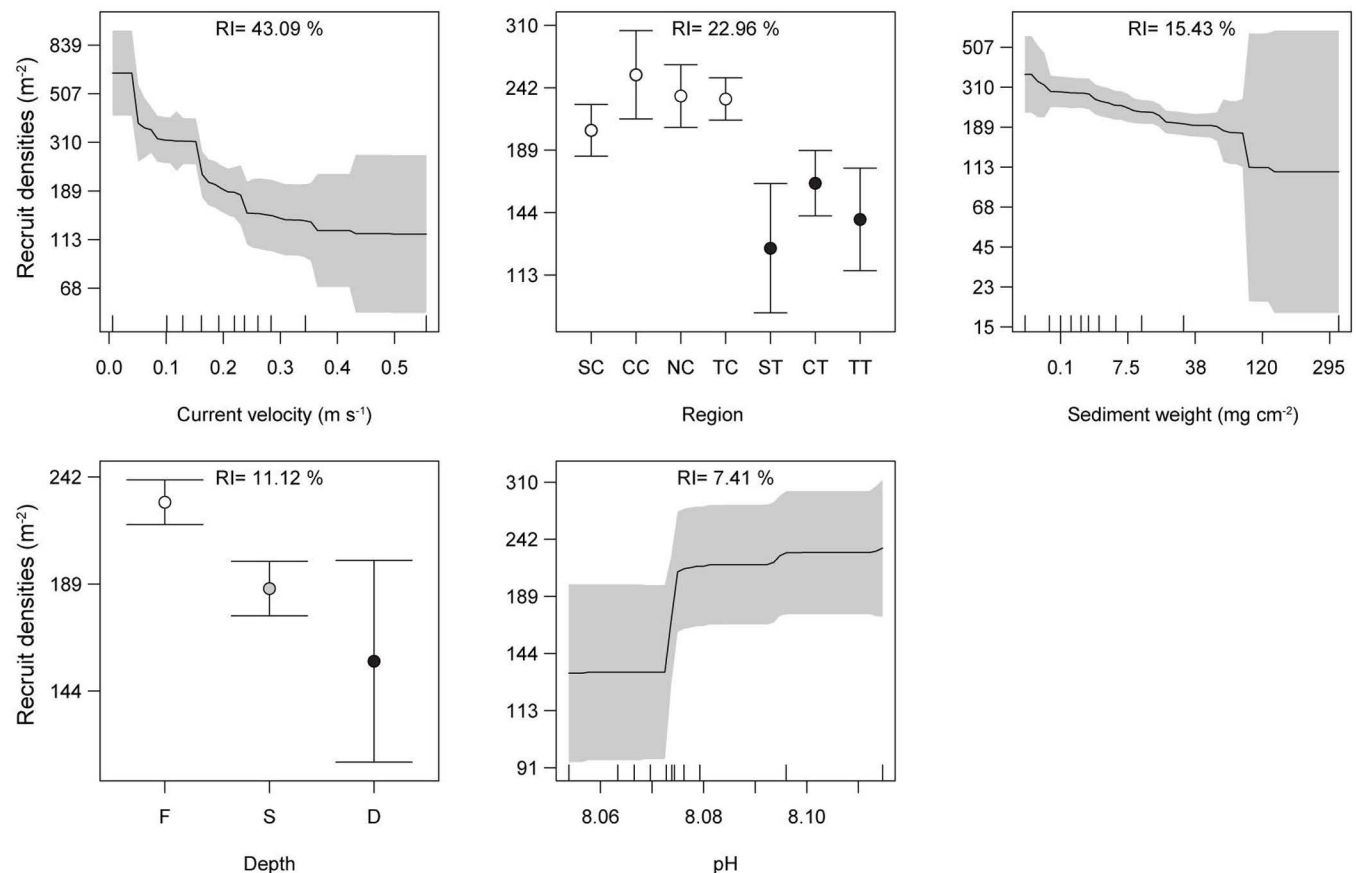 RI= 43.09 %
Recruit densities (m⁻²)
839
507
310
189
113
68
0.0 0.1 0.2 0.3 0.4 0.5
Current velocity (m s⁻¹)
RI= 22.96 %
310
242
189
144
113
SC CC NC TC ST CT TT
Region
RI= 15.43 %
507
310
189
113
68
45
23
15
0.1 7.5 38 120 295
Sediment weight (mg cm⁻²)
RI= 11.12 %
Recruit densities (m⁻²)
242
189
144
F S D
Depth
RI= 7.41 %
310
242
189
144
113
91
8.06 8.08 8.10
pH